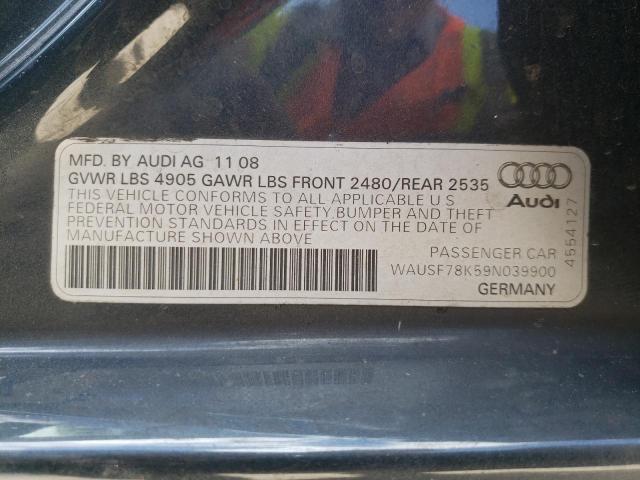 MFD. BY AUDI AG 11 08
GVWR LBS 4905 GAWR LBS FRONT 2480/REAR 2535
THIS VEHICLE CONFORMS TO ALL APPLICABLE U S
FEDERAL MOTOR VEHICLE SAFETY,BUMPER AND THEFT
PREVENTION STANDARDS IN EFFECT ON THE DATE OF
MANUFACTURE SHOWN ABOVE
PASSENGER CAR
WAUSF78K59N039900
GERMANY
Audi
4554127